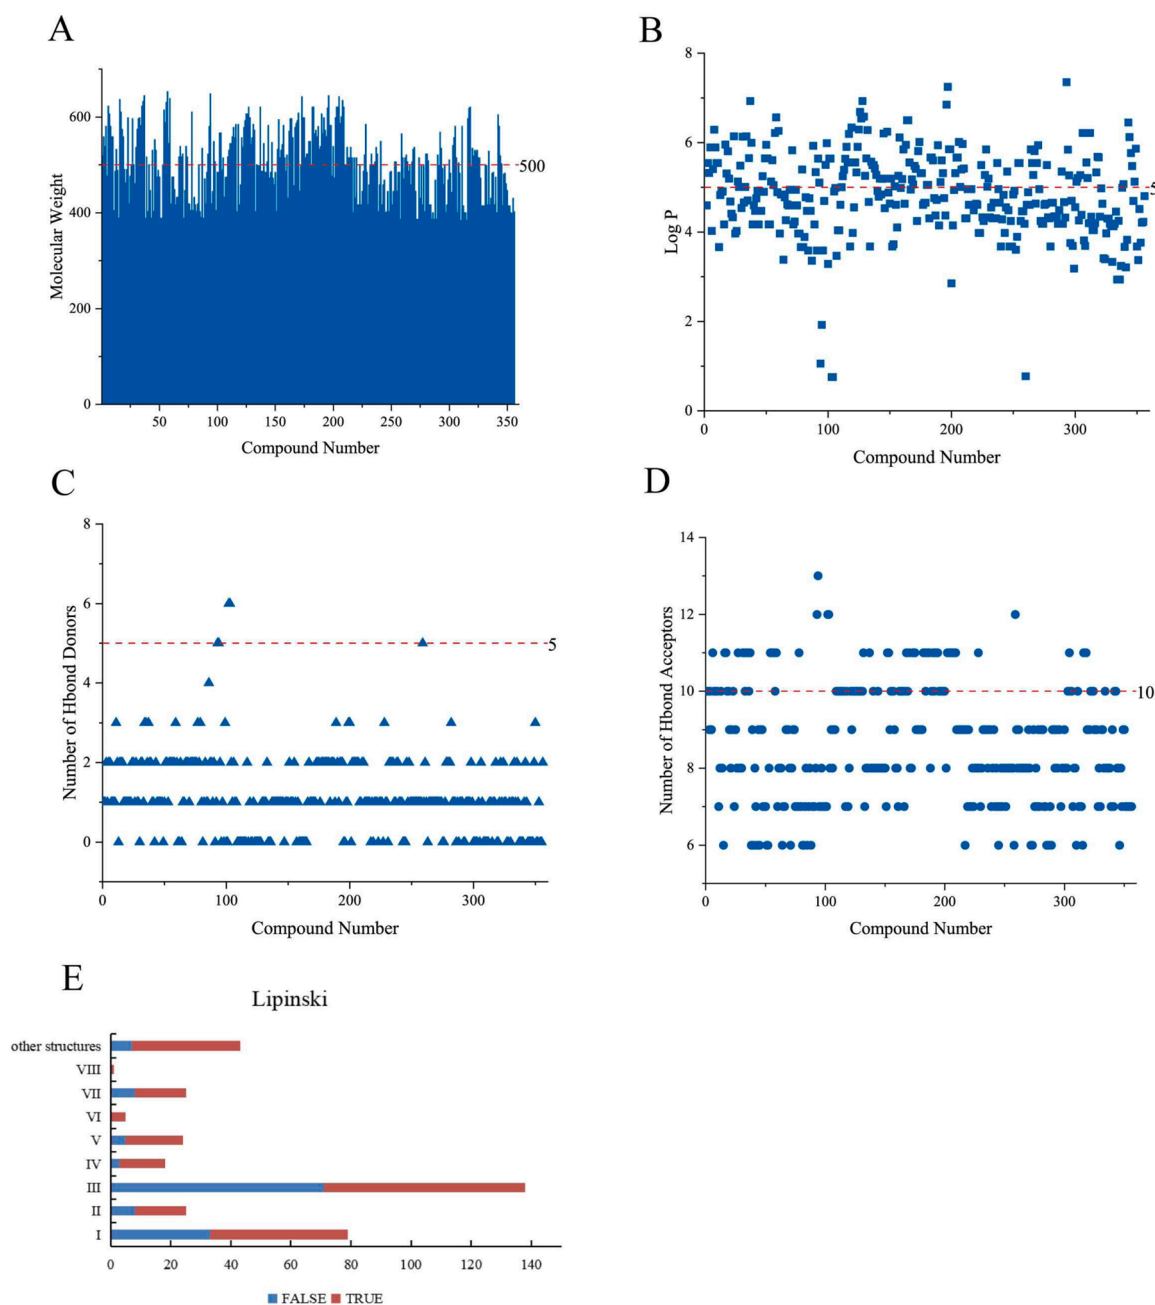 A
Molecular Weight
600
400
200
0
500
50 100 150 200 250 300 350
Compound Number
B
Log P
8
6
4
2
0
5
0 100 200 300
Compound Number
C
Number of Hbond Donors
8
6
4
2
0
5
0 100 200 300
Compound Number
D
Number of Hbond Acceptors
14
12
10
8
6
10
0 100 200 300
Compound Number
E
Lipinski
other structures
VIII
VII
VI
V
IV
III
II
I
0 20 40 60 80 100 120 140
FALSE TRUE